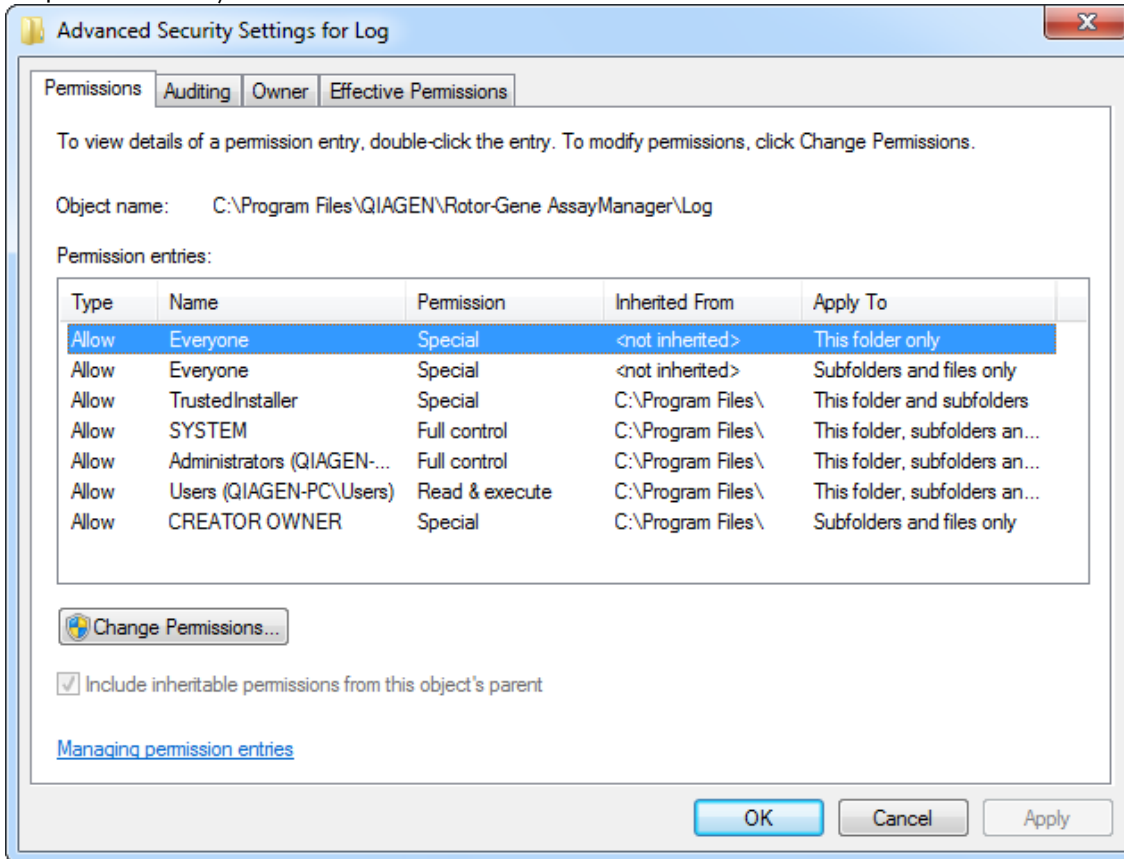 Advanced Security Settings for Log
Permissions Auditing Owner Effective Permissions
To view details of a permission entry, double-click the entry. To modify permissions, click Change Permissions.
Object name: C:\Program Files\QIAGEN\Rotor-Gene AssayManager\Log
Permission entries:
Type Name Permission Inherited From Apply To
Allow Everyone Special <not inherited> This folder only
Allow Everyone Special <not inherited> Subfolders and files only
Allow TrustedInstaller Special C:\Program Files\ This folder and subfolders
Allow SYSTEM Full control C:\Program Files\ This folder, subfolders an...
Allow Administrators (QIAGEN-... Full control C:\Program Files\ This folder, subfolders an...
Allow Users (QIAGEN-PC\Users) Read & execute C:\Program Files\ This folder, subfolders an...
Allow CREATOR OWNER Special C:\Program Files\ Subfolders and files only
Change Permissions...
Include inheritable permissions from this object's parent
Managing permission entries
OK Cancel Apply